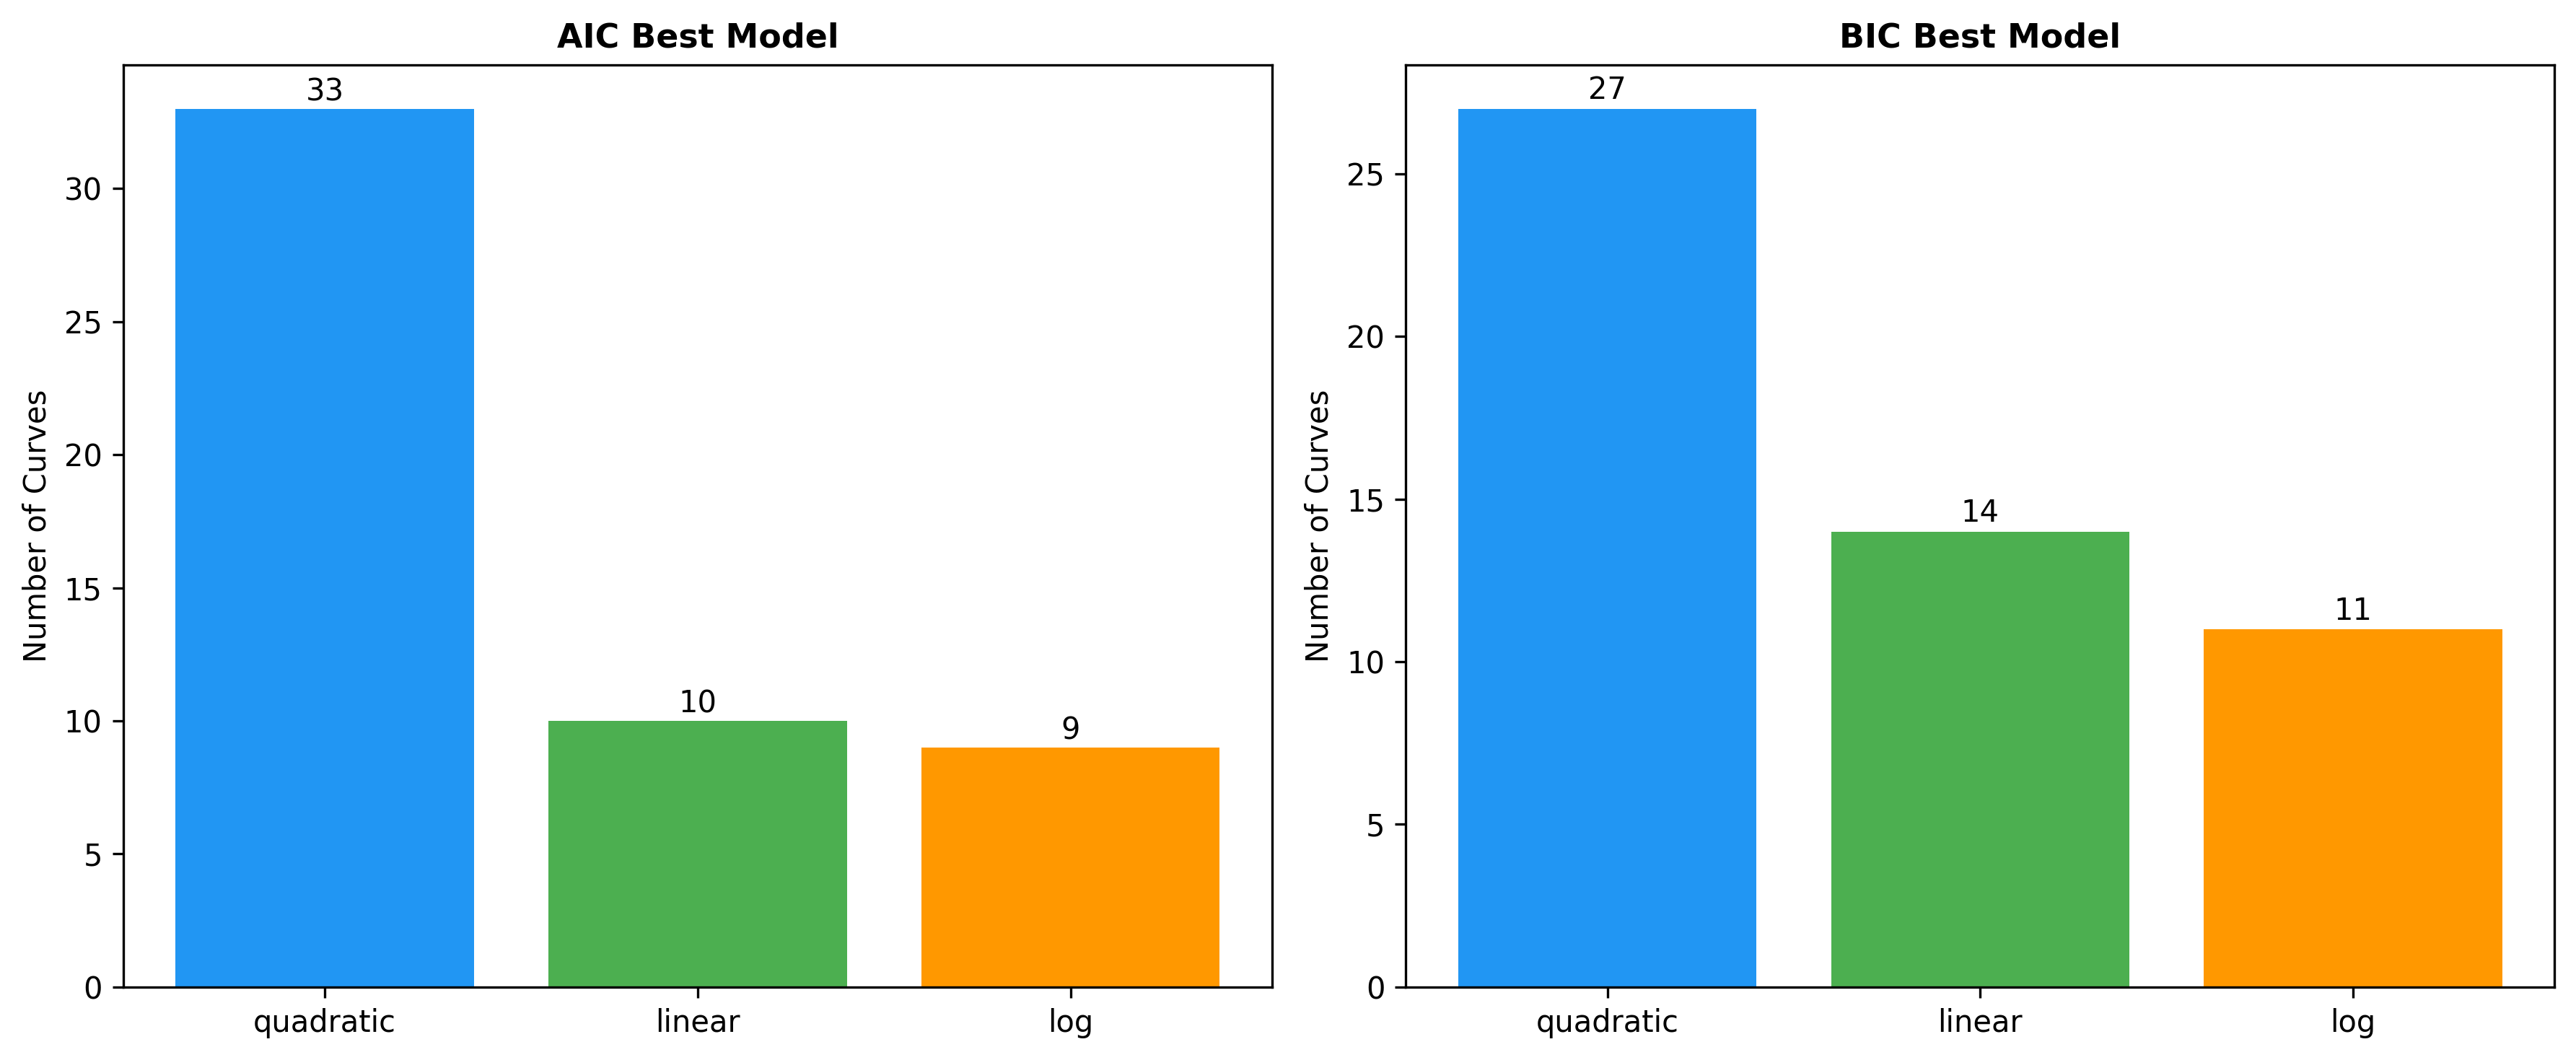 AIC Best Model
Number of Curves
30
25
20
15
10
5
0
33
10
9
quadratic
linear
log
BIC Best Model
Number of Curves
25
20
15
10
5
0
27
14
11
quadratic
linear
log